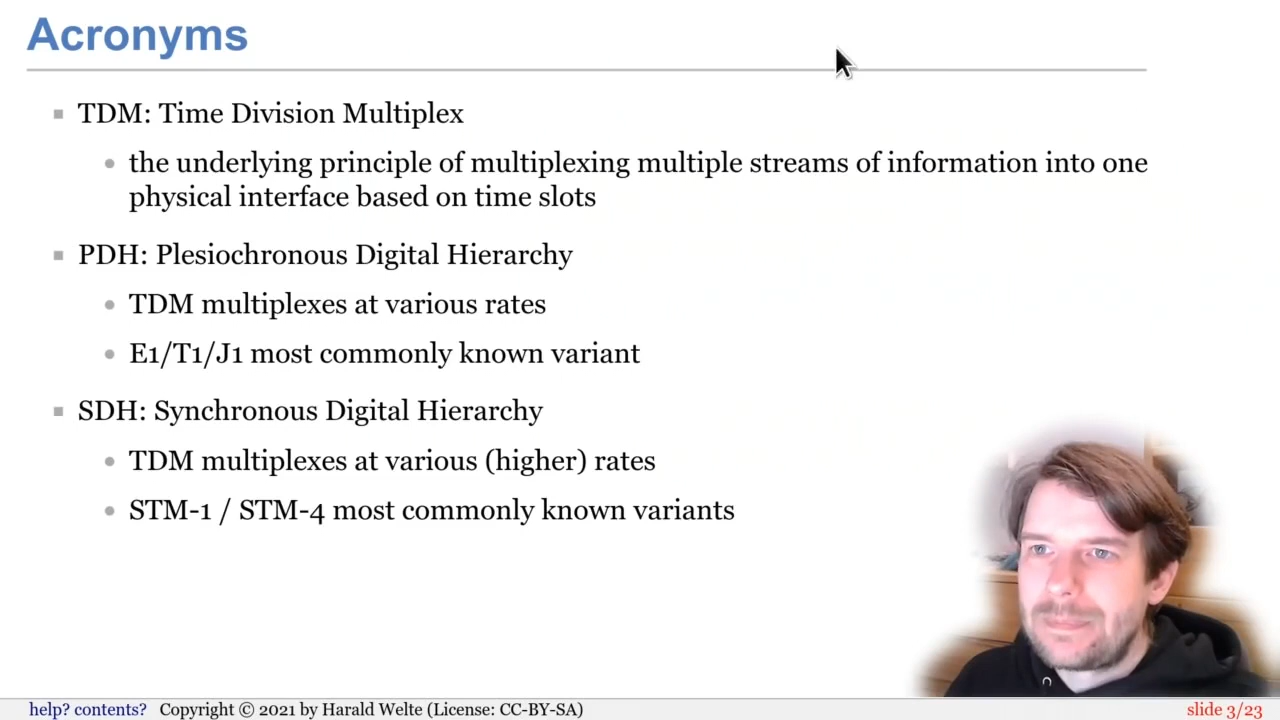 Acronyms
TDM: Time Division Multiplex
the underlying principle of multiplexing multiple streams of information into one
physical interface based on time slots
PDH: Plesiochronous Digital Hierarchy
TDM multiplexes at various rates
E1/T1/J1 most commonly known variant
SDH: Synchronous Digital Hierarchy
TDM multiplexes at various (higher) rates
STM-1 / STM-4 most commonly known variants
help? contents? Copyright © 2021 by Harald Welte (License: CC-BY-SA) slide 3/23